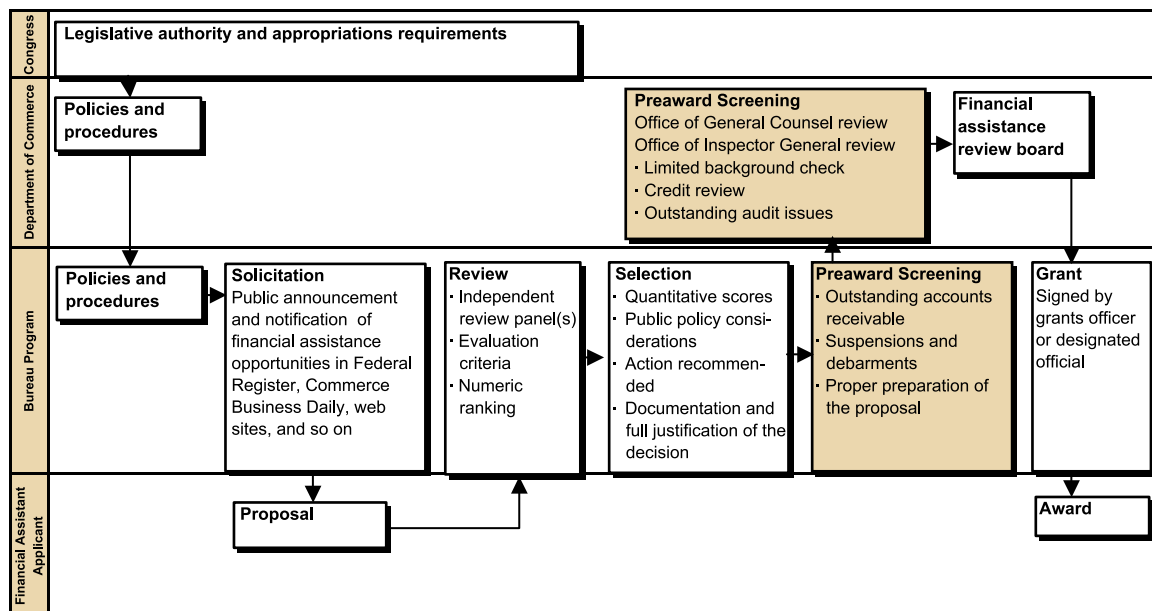 Congress
Legislative authority and appropriations requirements
Department of Commerce
Policies and
procedures
Preaward Screening
Office of General Counsel review
Office of Inspector General review
· Limited background check
· Credit review
· Outstanding audit issues
Financial
assistance
review board
Bureau Program
Policies and
procedures
Solicitation
Public announcement
and notification of
financial assistance
opportunities in Federal
Register, Commerce
Business Daily, web
sites, and so on
Review
· Independent
review panel(s)
· Evaluation
criteria
· Numeric
ranking
Selection
· Quantitative scores
· Public policy consi-
derations
· Action recommen-
ded
· Documentation and
full justification of the
decision
Preaward Screening
· Outstanding accounts
receivable
· Suspensions and
debarments
· Proper preparation of
the proposal
Grant
Signed by
grants officer
or designated
official
Financial Assistant
Applicant
Proposal
Award